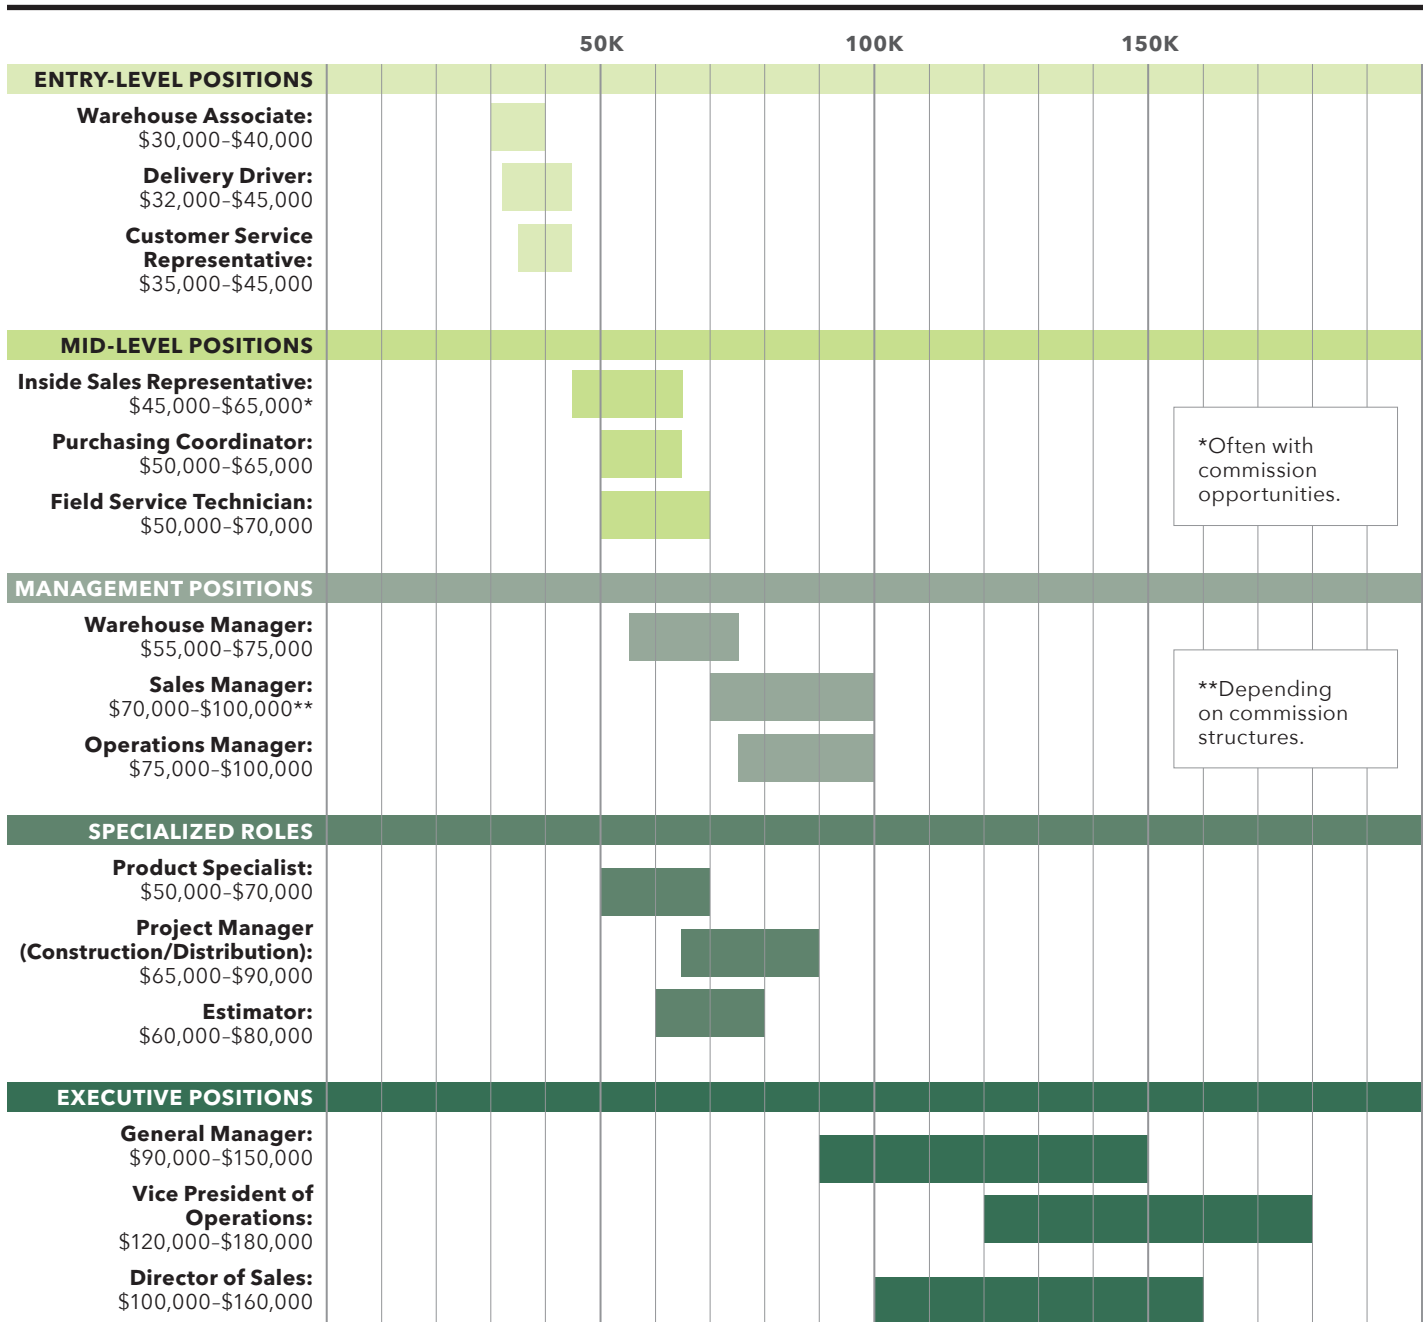 50K 100K 150K
ENTRY-LEVEL POSITIONS
Warehouse Associate:
$30,000–$40,000
Delivery Driver:
$32,000–$45,000
Customer Service
Representative:
$35,000–$45,000
MID-LEVEL POSITIONS
Inside Sales Representative:
$45,000–$65,000*
Purchasing Coordinator:
$50,000–$65,000
Field Service Technician:
$50,000–$70,000
*Often with
commission
opportunities.
MANAGEMENT POSITIONS
Warehouse Manager:
$55,000–$75,000
Sales Manager:
$70,000–$100,000**
Operations Manager:
$75,000–$100,000
**Depending
on commission
structures.
SPECIALIZED ROLES
Product Specialist:
$50,000–$70,000
Project Manager
(Construction/Distribution):
$65,000–$90,000
Estimator:
$60,000–$80,000
EXECUTIVE POSITIONS
General Manager:
$90,000–$150,000
Vice President of
Operations:
$120,000–$180,000
Director of Sales:
$100,000–$160,000